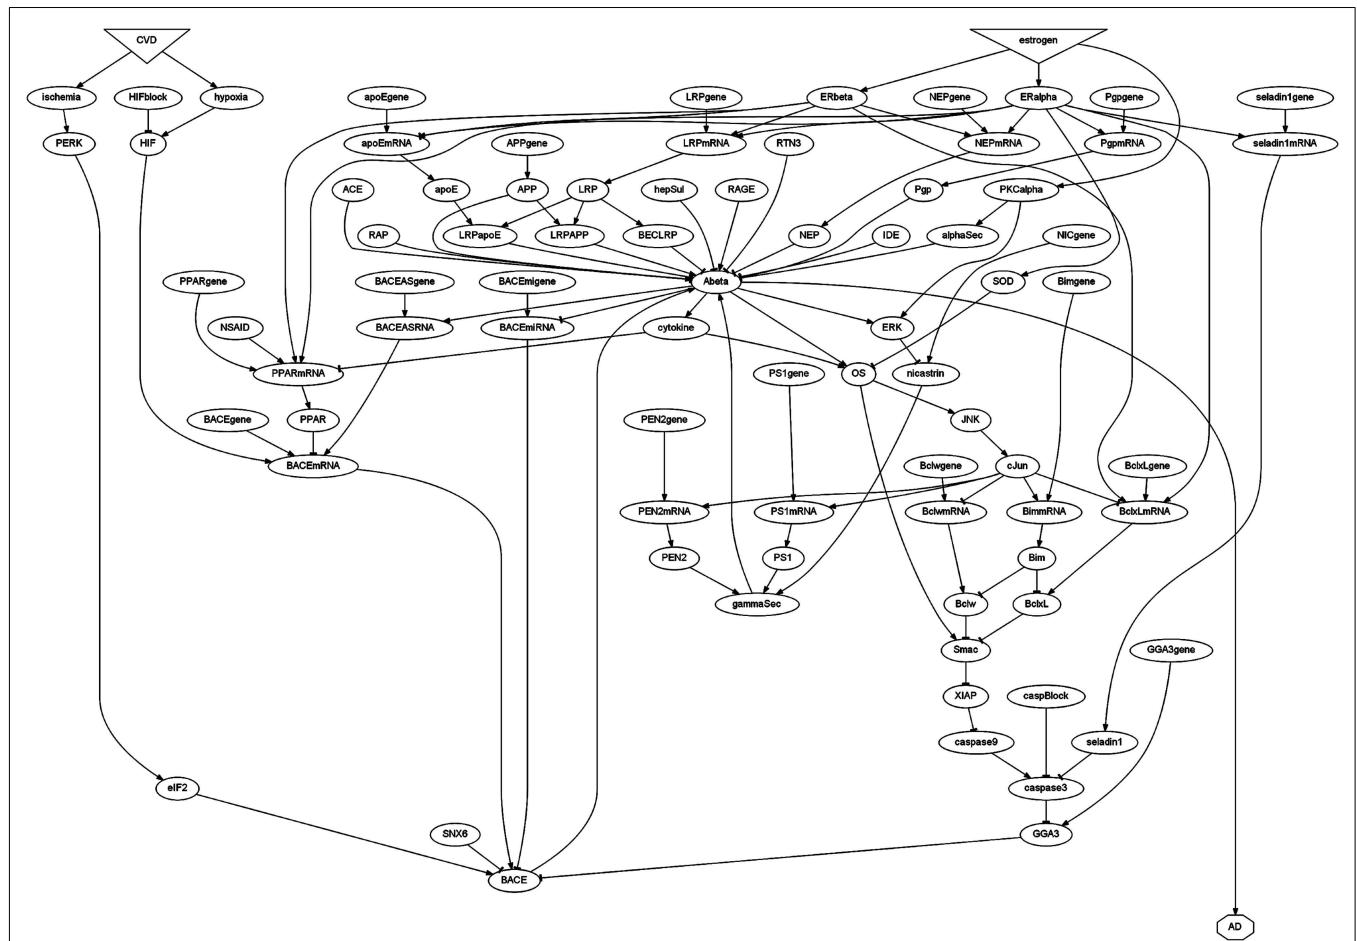 CVD
estrogen
ischemia
HIFblock
hypoxia
apoEgene
LRPgene
ERbeta
NEPgene
ERalpha
Pgpgene
seladin1gene
PERK
HIF
apoEmRNA
APPgene
LRPmRNA
RTN3
NEPmRNA
PgpmRNA
seladin1mRNA
ACE
apoE
APP
LRP
hepSul
RAGE
Pgp
PKCalpha
RAP
LRPapoE
LRPAPP
BECLRP
NEP
IDE
alphaSec
NICgene
PPARgene
BACEASgene
BACEmigene
Abeta
SOD
Bimgene
NSAID
BACEASRNA
BACEmiRNA
cytokine
ERK
PPARmRNA
PS1gene
OS
nicastrin
BACEgene
PPAR
PEN2gene
JNK
BACEmRNA
Bclwgene
cJun
BclxLgene
PEN2mRNA
PS1mRNA
BclwmRNA
BimmRNA
BclxLmRNA
PEN2
PS1
Bim
gammaSec
Bclw
BclxL
Smac
GGA3gene
XIAP
caspBlock
caspase9
seladin1
eIF2
caspase3
SNX6
GGA3
BACE
AD